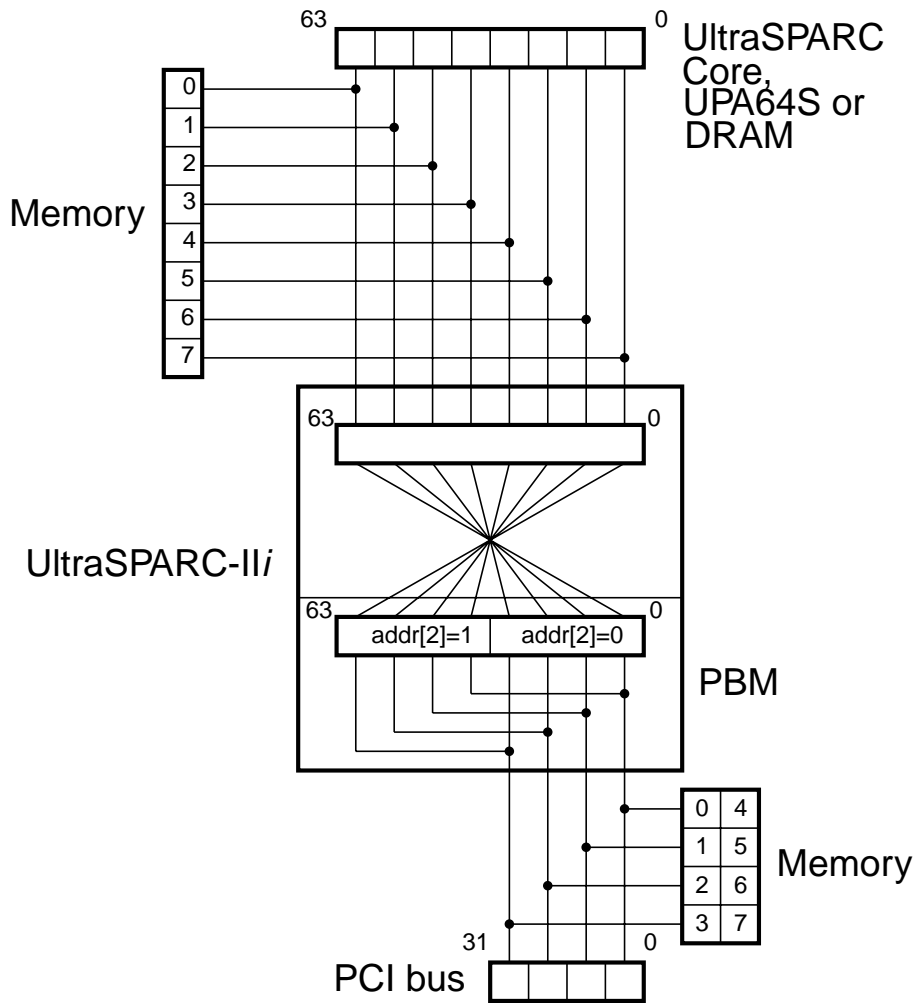 63
0
UltraSPARC
Core,
UPA64S or
DRAM
0
1
2
3
4
5
6
7
Memory
63
0
UltraSPARC-IIi
63
0
addr[2]=1
addr[2]=0
PBM
0 4
1 5
2 6
3 7
Memory
31
0
PCI bus